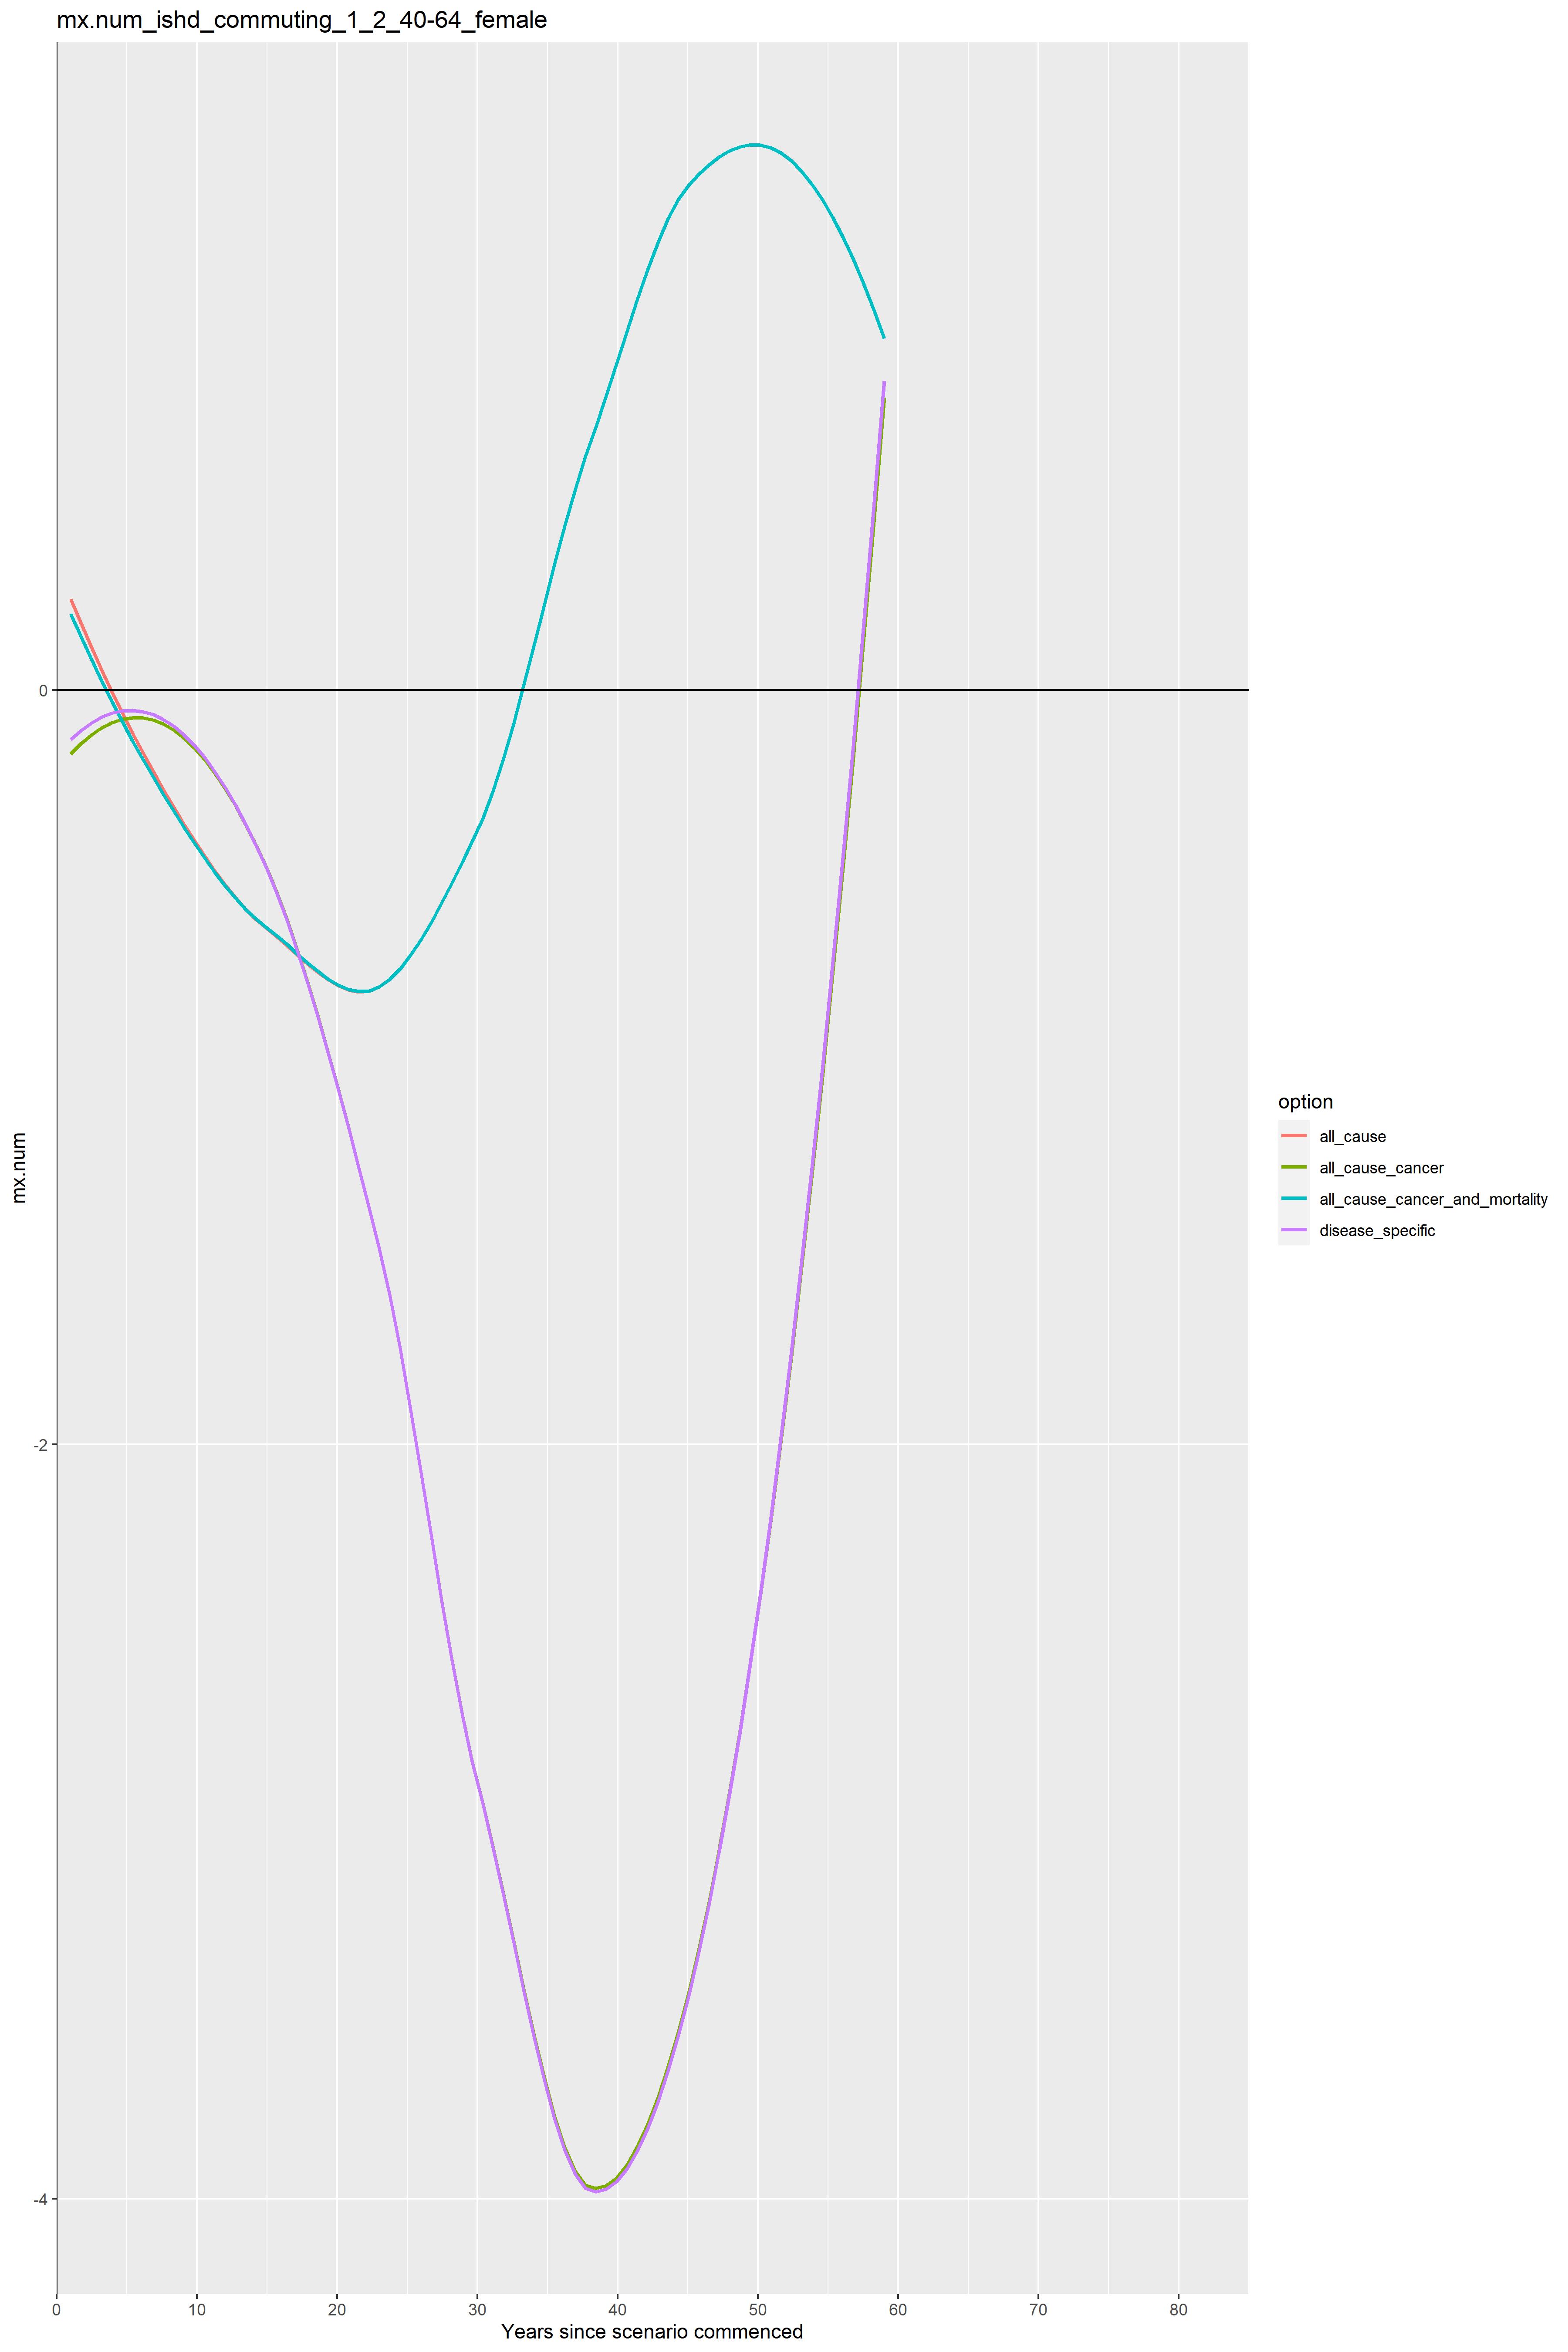 mx.num_ishd_commuting_1_2_40-64_female
mx.num
0
-2
-4
0 10 20 30 40 50 60 70 80
Years since scenario commenced
option
all_cause
all_cause_cancer
all_cause_cancer_and_mortality
disease_specific